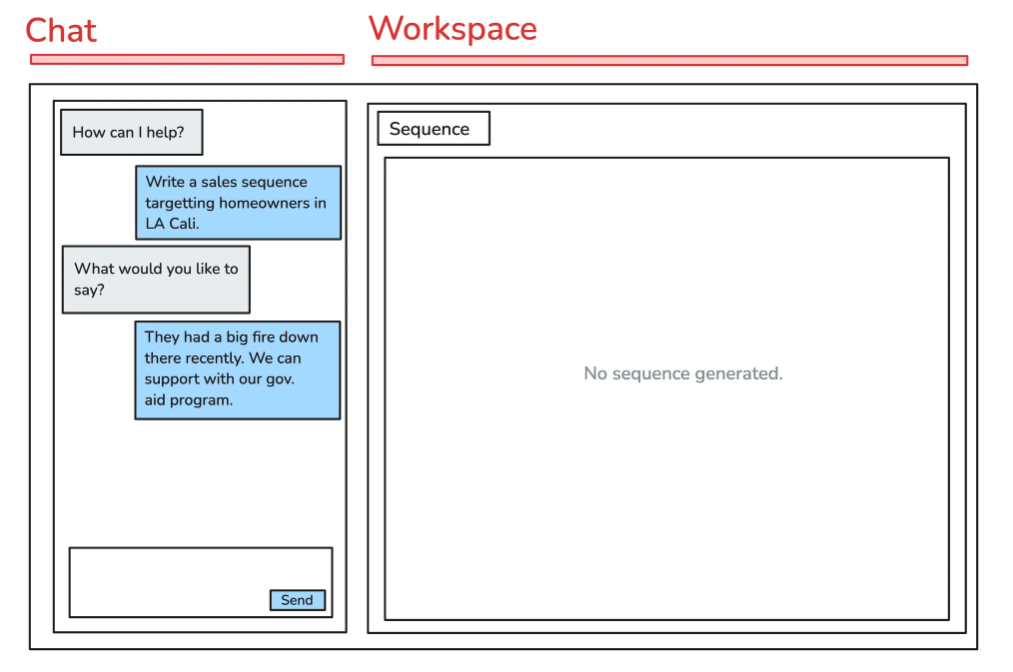 Chat
Workspace
How can I help?
Write a sales sequence
targetting homeowners in
LA Cali.
What would you like to
say?
They had a big fire down
there recently. We can
support with our gov.
aid program.
Send
Sequence
No sequence generated.